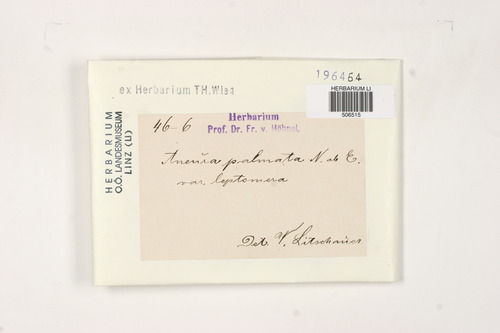 196464
HERBARIUM LI
506515
ex Herbarium TH.Wien
HERBARIUM
O.Ö. LANDESMUSEUM
LINZ (LI)
Herbarium
Prof. Dr. Fr. v. Höhnel.
46-6
Aneura palmata N. ab E.
var. leptomera
Det. V. Litschauer